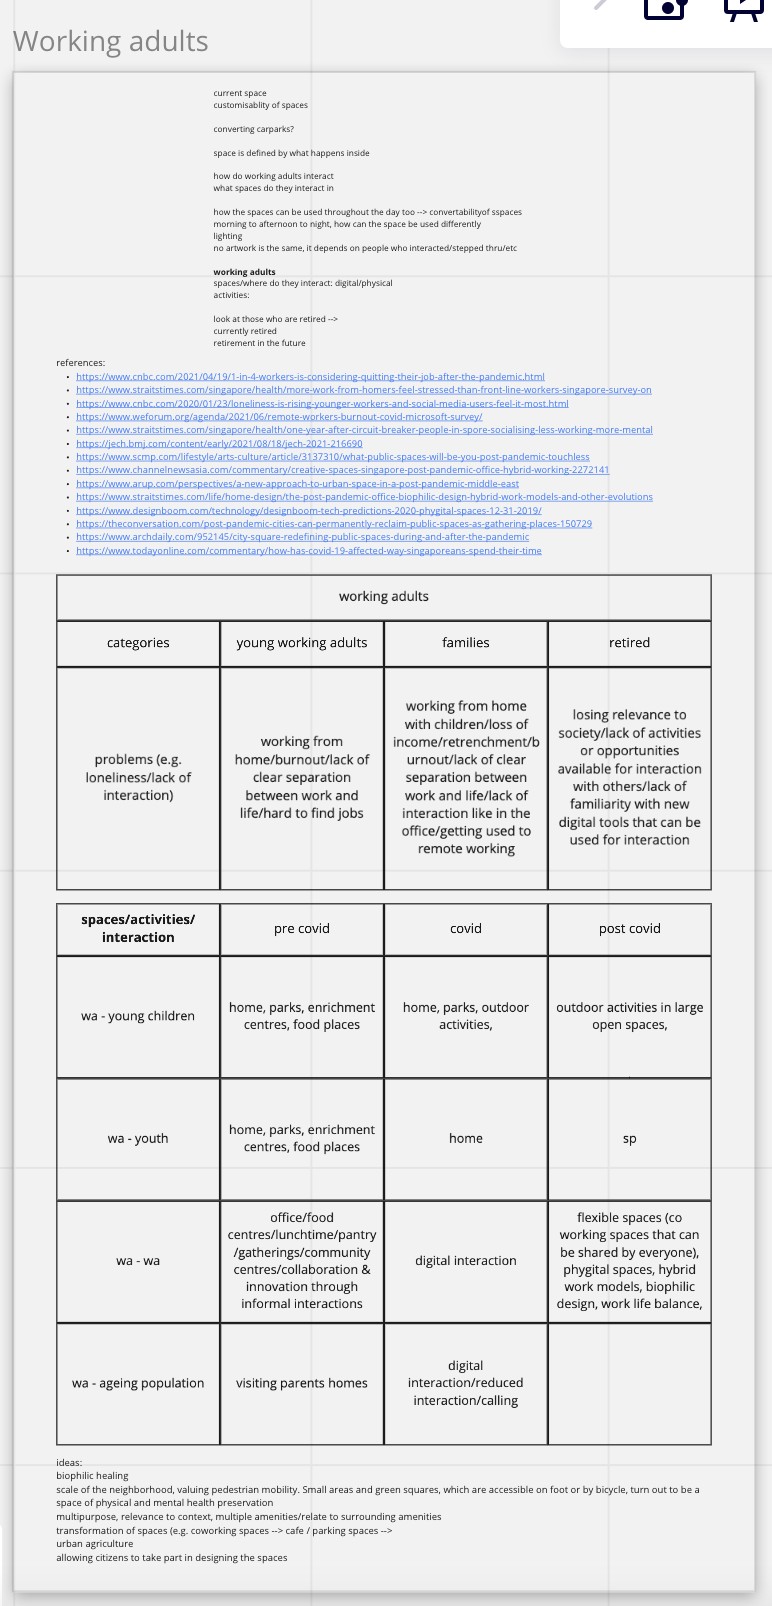 Working adults
current space
customisablity of spaces
converting carparks?
space is defined by what happens inside
how do working adults interact
what spaces do they interact in
how the spaces can be used throughout the day too --> convertabilityof sspaces
morning to afternoon to night, how can the space be used differently
lighting
no artwork is the same, it depends on people who interacted/stepped thru/etc
working adults
spaces/where do they interact: digital/physical
activities:
look at those who are retired -->
currently retired
retirement in the future
references:
https://www.cnbc.com/2021/04/19/1-in-4-workers-is-considering-quitting-their-job-after-the-pandemic.html
https://www.straitstimes.com/singapore/health/more-work-from-homers-feel-stressed-than-front-line-workers-singapore-survey-on
https://www.cnbc.com/2020/01/23/loneliness-is-rising-younger-workers-and-social-media-users-feel-it-most.html
https://www.weforum.org/agenda/2021/06/remote-workers-burnout-covid-microsoft-survey/
https://www.straitstimes.com/singapore/health/one-year-after-circuit-breaker-people-in-spore-socialising-less-working-more-mental
https://jech.bmj.com/content/early/2021/08/18/jech-2021-216690
https://www.scmp.com/lifestyle/arts-culture/article/3137310/what-public-spaces-will-be-you-post-pandemic-touchless
https://www.channelnewsasia.com/commentary/creative-spaces-singapore-post-pandemic-office-hybrid-working-2272141
https://www.arup.com/perspectives/a-new-approach-to-urban-space-in-a-post-pandemic-middle-east
https://www.straitstimes.com/life/home-design/the-post-pandemic-office-biophilic-design-hybrid-work-models-and-other-evolutions
https://www.designboom.com/technology/designboom-tech-predictions-2020-phygital-spaces-12-31-2019/
https://theconversation.com/post-pandemic-cities-can-permanently-reclaim-public-spaces-as-gathering-places-150729
https://www.archdaily.com/952145/city-square-redefining-public-spaces-during-and-after-the-pandemic
https://www.todayonline.com/commentary/how-has-covid-19-affected-way-singaporeans-spend-their-time
working adults
categories
young working adults
families
retired
problems (e.g.
loneliness/lack of
interaction)
working from
home/burnout/lack of
clear separation
between work and
life/hard to find jobs
working from home
with children/loss of
income/retrenchment/b
urnout/lack of clear
separation between
work and life/lack of
interaction like in the
office/getting used to
remote working
losing relevance to
society/lack of activities
or opportunities
available for interaction
with others/lack of
familiarity with new
digital tools that can be
used for interaction
spaces/activities/
interaction
pre covid
covid
post covid
wa - young children
home, parks, enrichment
centres, food places
home, parks, outdoor
activities,
outdoor activities in large
open spaces,
wa - youth
home, parks, enrichment
centres, food places
home
sp
wa - wa
office/food
centres/lunchtime/pantry
/gatherings/community
centres/collaboration &
innovation through
informal interactions
digital interaction
flexible spaces (co
working spaces that can
be shared by everyone),
phygital spaces, hybrid
work models, biophilic
design, work life balance,
wa - ageing population
visiting parents homes
digital
interaction/reduced
interaction/calling
ideas:
biophilic healing
scale of the neighborhood, valuing pedestrian mobility. Small areas and green squares, which are accessible on foot or by bicycle, turn out to be a
space of physical and mental health preservation
multipurpose, relevance to context, multiple amenities/relate to surrounding amenities
transformation of spaces (e.g. coworking spaces --> cafe / parking spaces -->
urban agriculture
allowing citizens to take part in designing the spaces